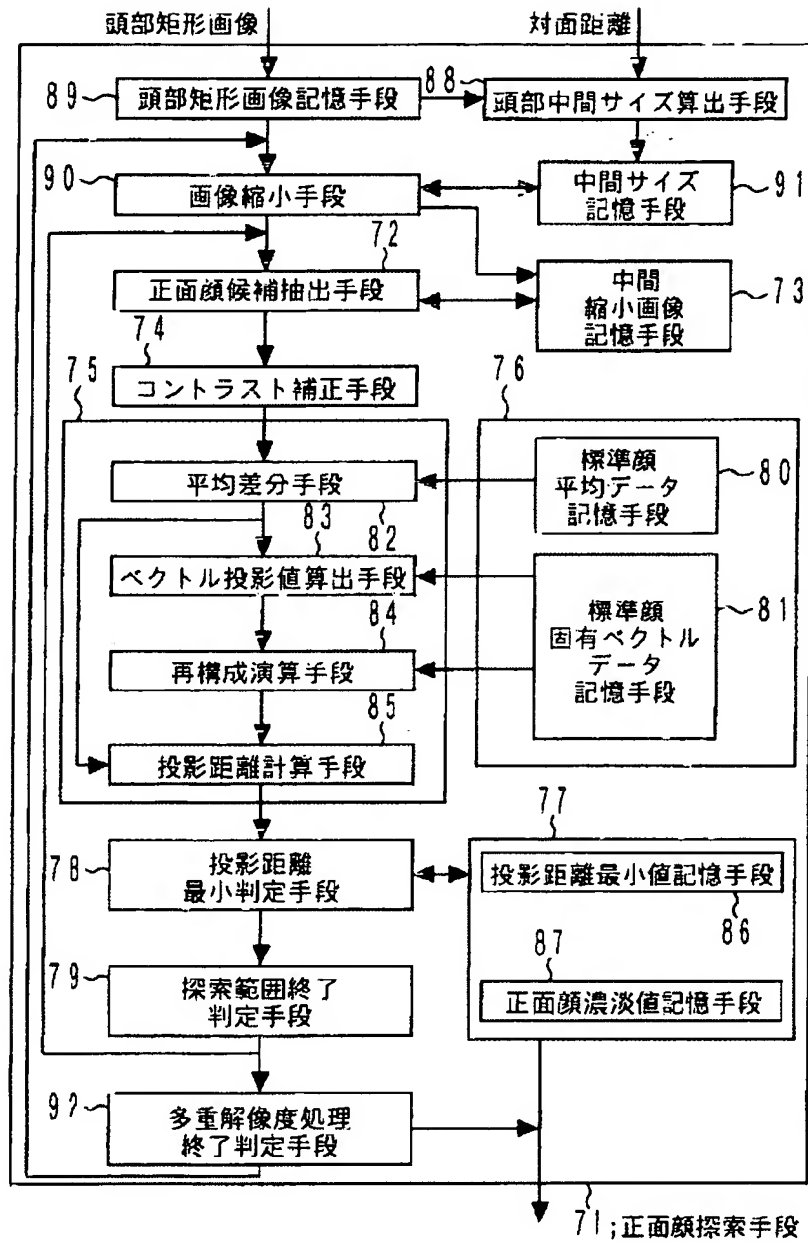 頭部矩形画像
対面距離
89
頭部矩形画像記憶手段
88
頭部中間サイズ算出手段
90
画像縮小手段
中間サイズ
記憶手段
91
72
正面顔候補抽出手段
中間
縮小画像
記憶手段
73
74
コントラスト補正手段
75
76
平均差分手段
82
標準顔
平均データ
記憶手段
80
83
ベクトル投影値算出手段
84
再構成演算手段
標準顔
固有ベクトル
データ
記憶手段
81
85
投影距離計算手段
77
78
投影距離
最小判定手段
投影距離最小値記憶手段
86
87
正面顔濃淡値記憶手段
79
探索範囲終了
判定手段
92
多重解像度処理
終了判定手段
71;正面顔探索手段